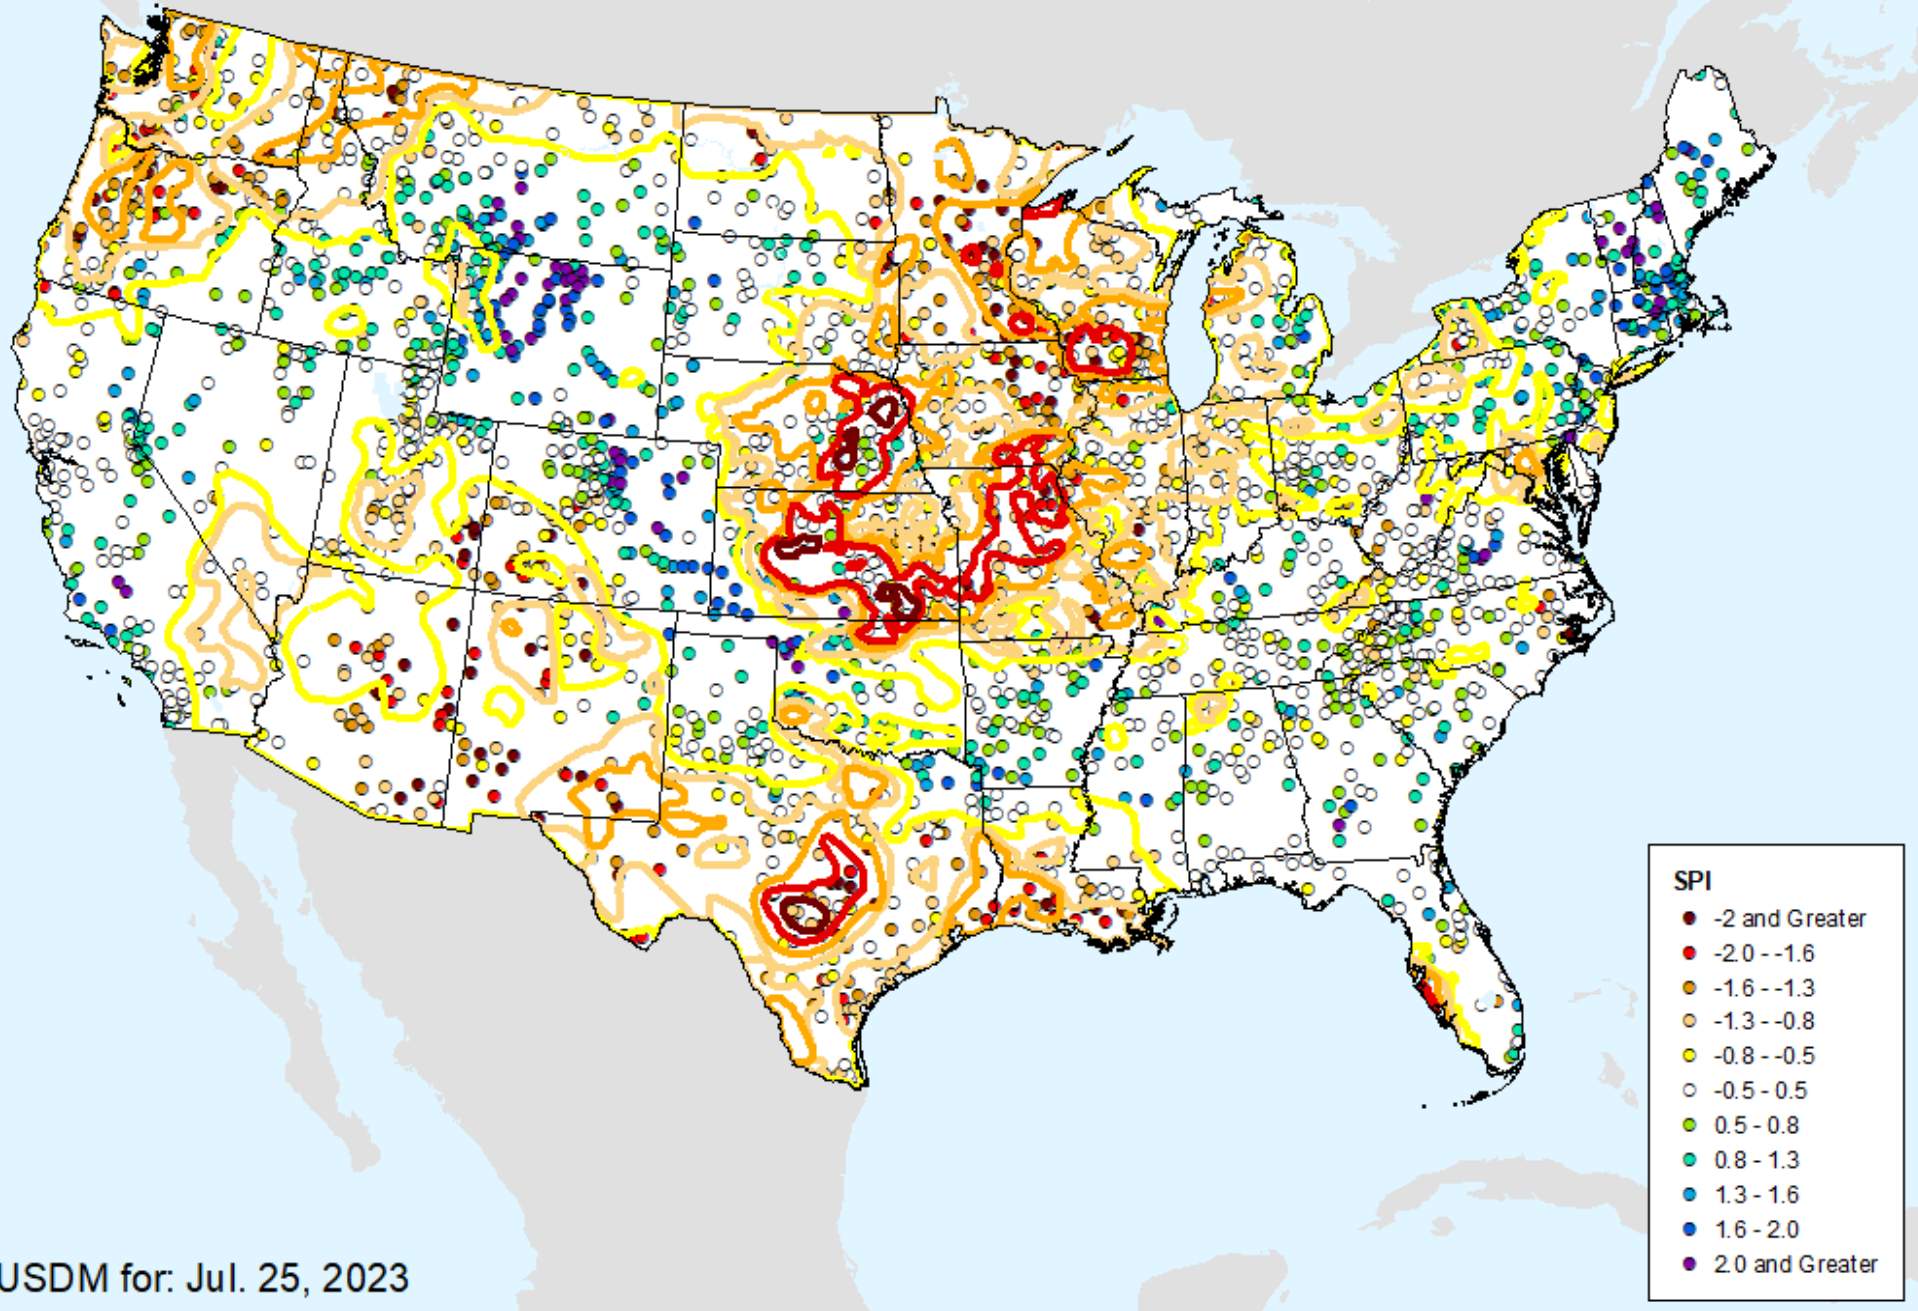 SPI
-2 and Greater
-2.0 - -1.6
-1.6 - -1.3
-1.3 - -0.8
-0.8 - -0.5
-0.5 - 0.5
0.5 - 0.8
0.8 - 1.3
1.3 - 1.6
1.6 - 2.0
2.0 and Greater
USDM for: Jul. 25, 2023